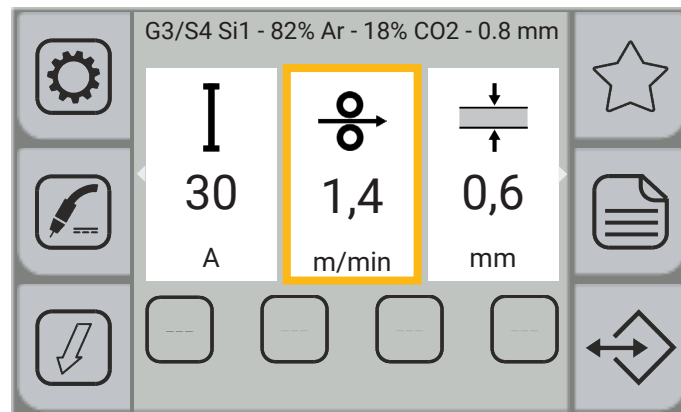 G3/S4 Si1 - 82% Ar - 18% CO2 - 0.8 mm
I
30
A
1,4
m/min
0,6
mm
---
---
---
---